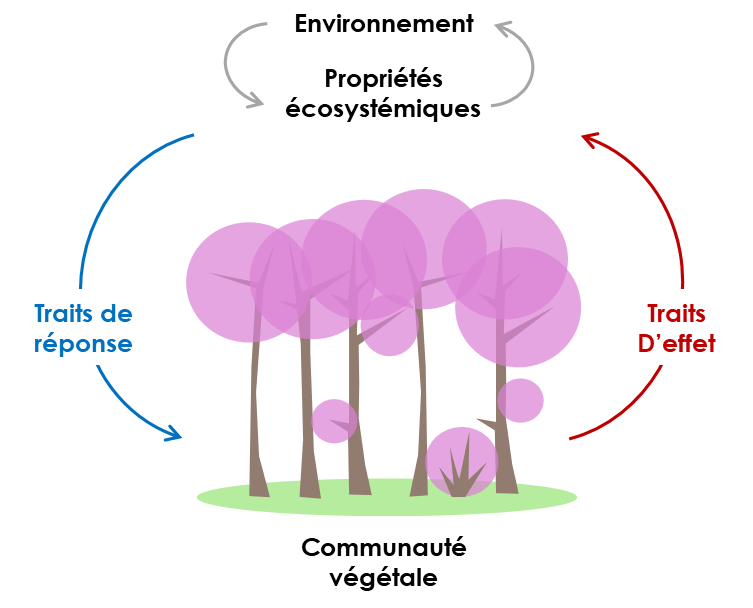 Environnement
Propriétés
écosystémiques
Traits de
réponse
Traits
D'effet
Communauté
végétale